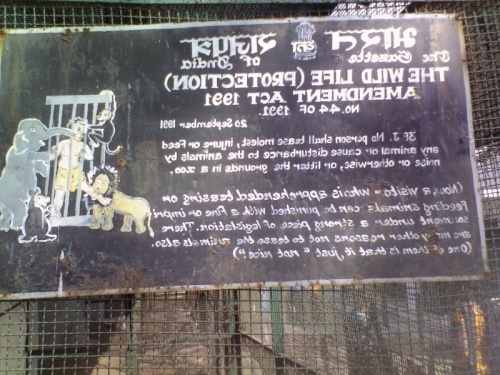 भारत का राजपत्र
The Gazette of India
THE WILD LIFE (PROTECTION)
AMENDMENT ACT 1991
No. 44 OF 1991.
20 September 1991
38 J. No person shall tease molest, injure or feed
any animal or cause disturbance to the animals by
noise or otherwise, or litter the grounds in a zoo.
(Now a visitor who is apprehended teasing or
feeding animals can be punished with a fine or impri
sonment under a strong piece of legislation. There
are many other reasons not to tease the animals also.
(One of them is that it just "not nice")